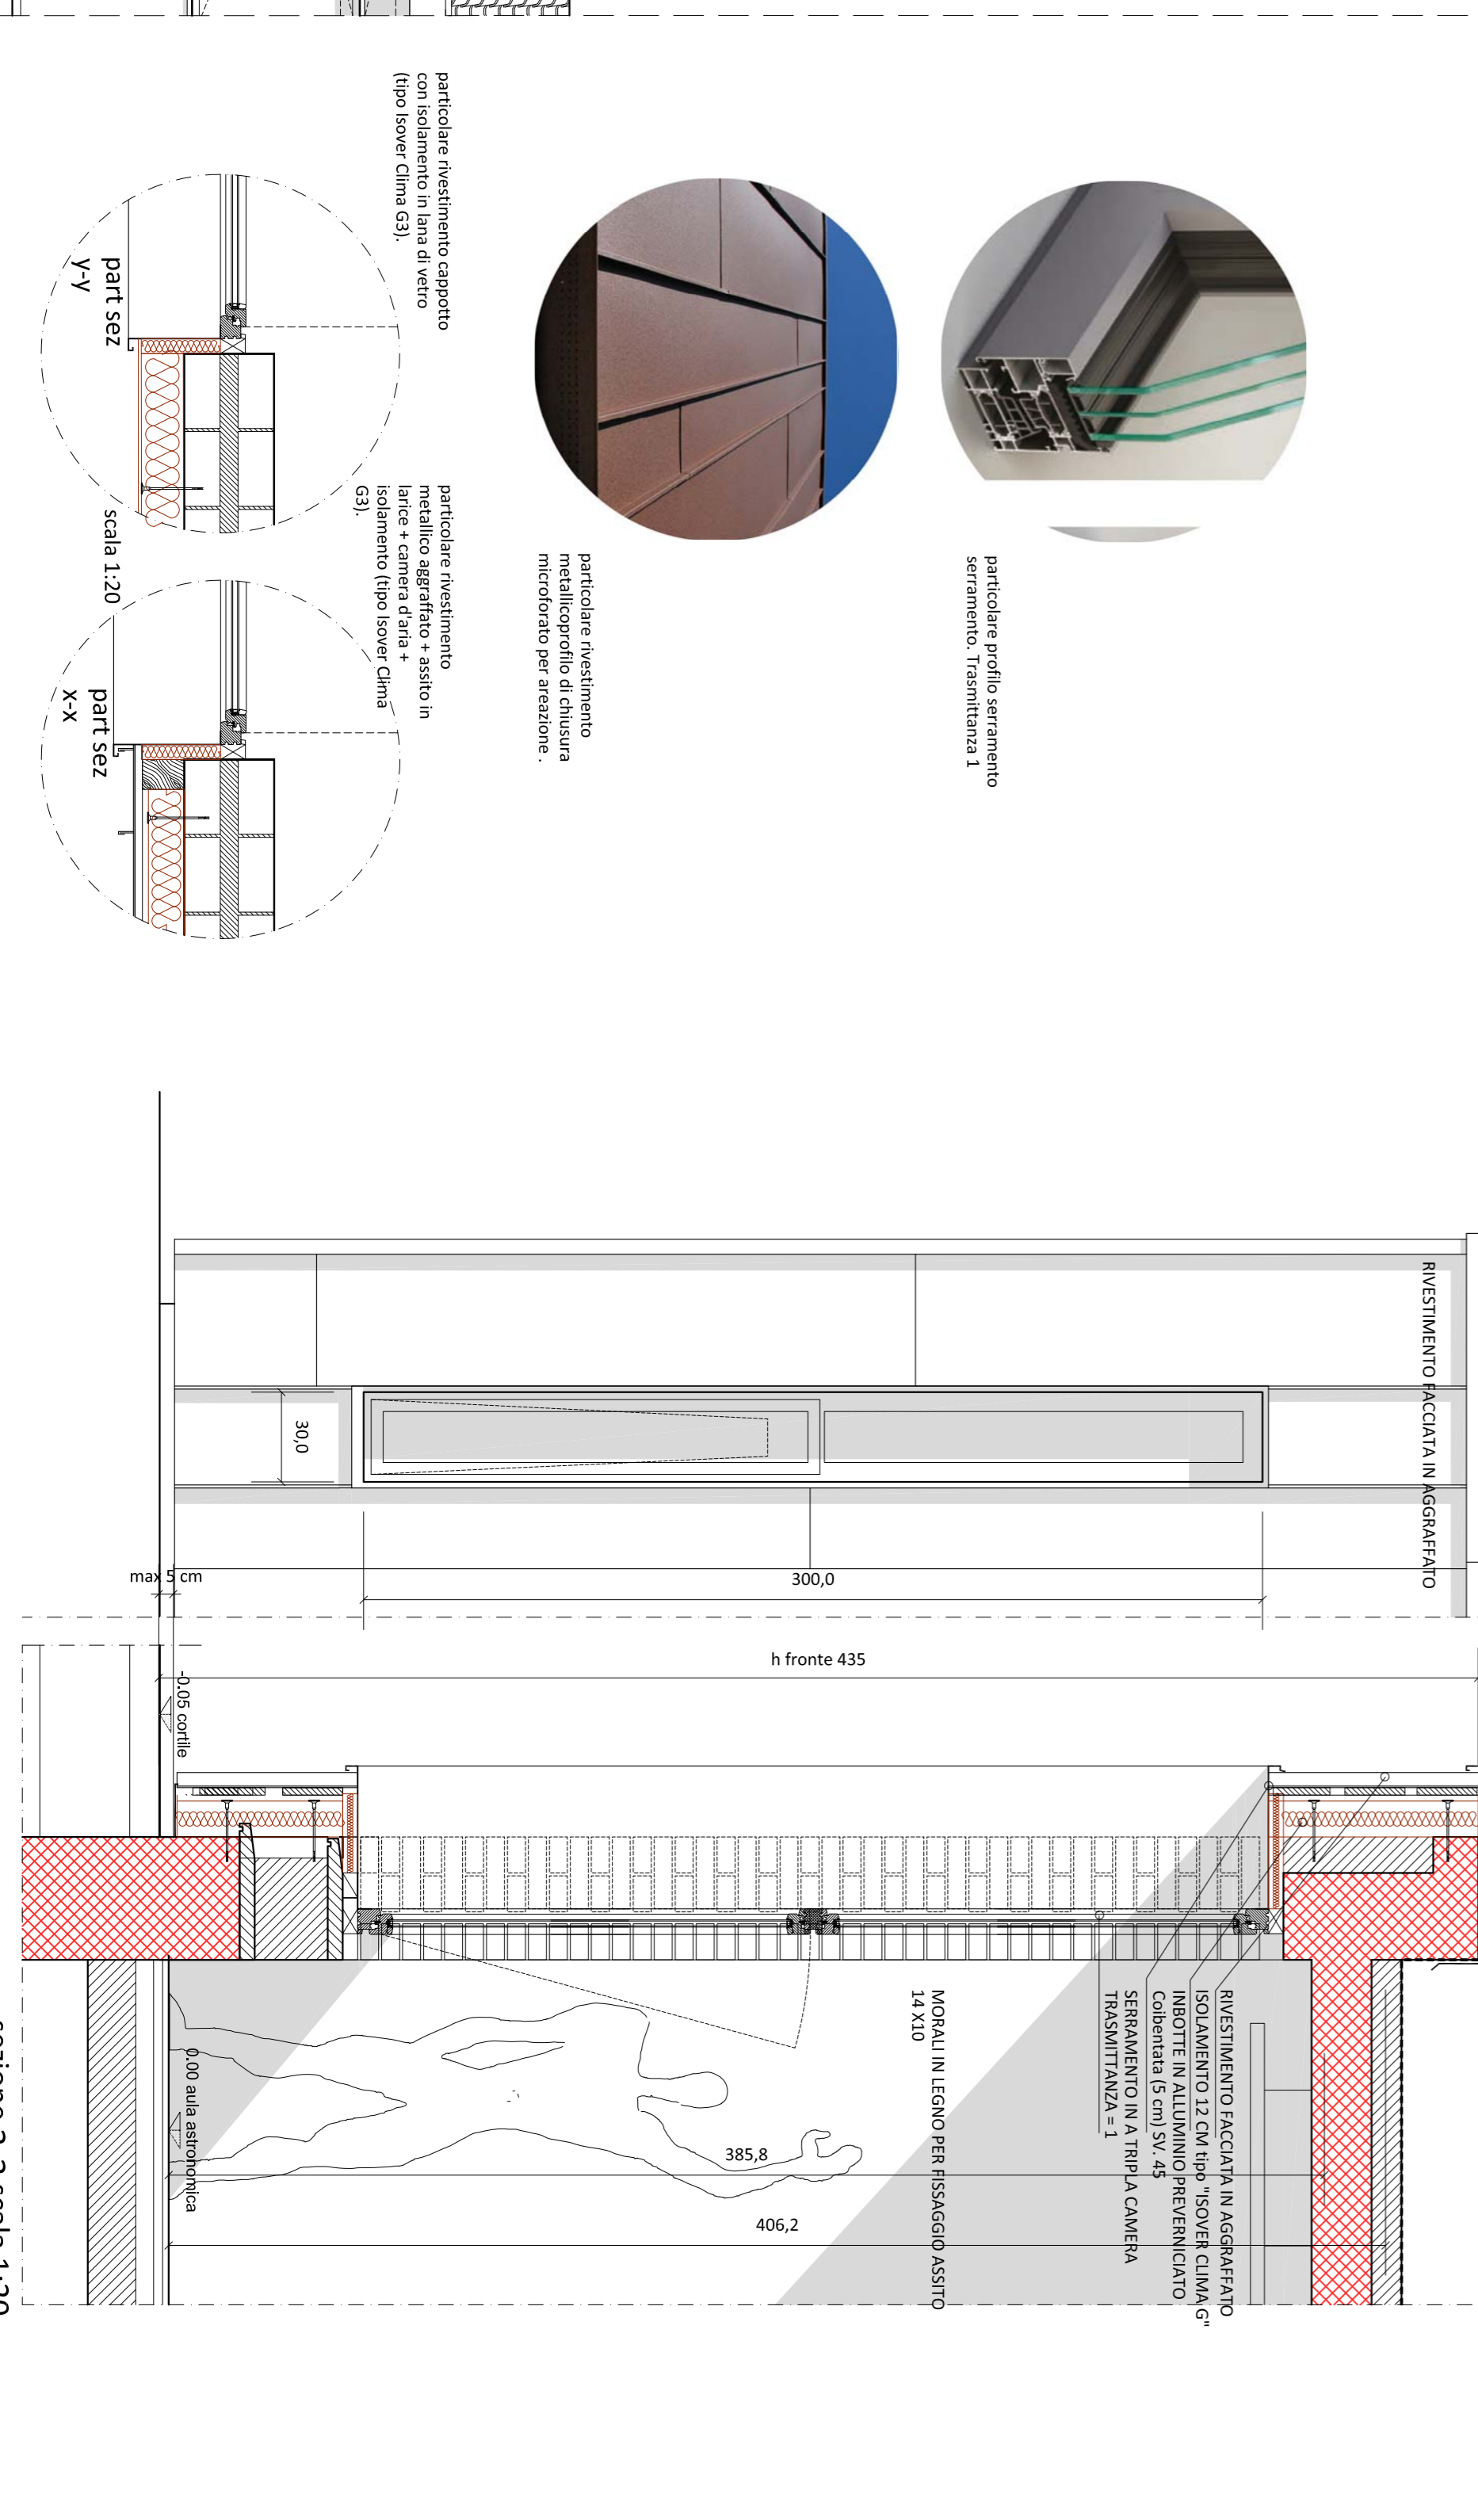 particolare profilo serramento
serramento. Trasmittanza 1
particolare rivestimento
metallicoprofilo di chiusura
microforato per areazione .
particolare rivestimento cappotto
con isolamento in lana di vetro
(tipo Isover Clima G3).
particolare rivestimento
metallico aggraffato + assito in
larice + camera d'aria +
isolamento (tipo Isover Clima
G3).
part sez
y-y
scala 1:20
part sez
x-x
RIVESTIMENTO FACCIATA IN AGGRAFFATO
30,0
300,0
max 5 cm
h fronte 435
-0.05 cortile
RIVESTIMENTO FACCIATA IN AGGRAFFATO
ISOLAMENTO 12 CM tipo "ISOVER CLIMA G"
INBOTTE IN ALLUMINIO PREVERNICIATO
Coibentata (5 cm) SV. 45
SERRAMENTO IN A TRIPLA CAMERA
TRASMITTANZA = 1
MORALI IN LEGNO PER FISSAGGIO ASSITO
14 X10
385,8
406,2
0.00 aula astronomica
sezione a-a scala 1:20